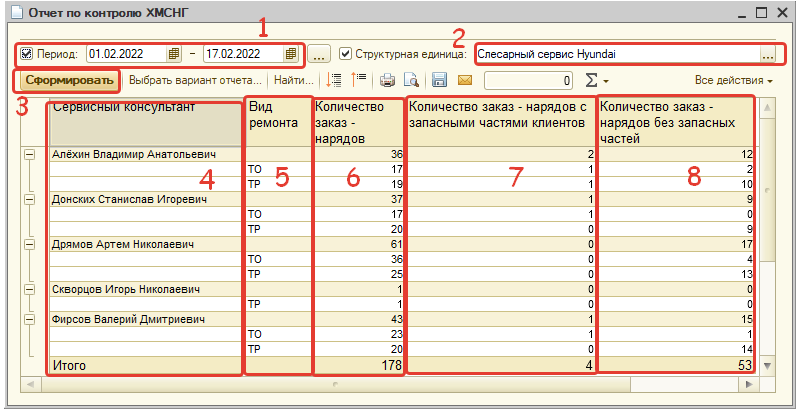 Отчет по контролю ХМСНГ
1 2
Период: 01.02.2022 – 17.02.2022 ... Структурная единица: Слесарный сервис Hyundai ...
Сформировать Выбрать вариант отчета... Найти... 0 Σ Все действия
3
Сервисный консультант Вид ремонта Количество заказ - нарядов Количество заказ - нарядов с запасными частями клиентов Количество заказ - нарядов без запасных частей
Алёхин Владимир Анатольевич 36 2 12
ТО 17 1 2
4 5 6 7 8
ТР 19 1 10
Донских Станислав Игоревич 37 1 9
ТО 17 1 0
ТР 20 0 9
Дрямов Артем Николаевич 61 0 17
ТО 36 0 4
ТР 25 0 13
Скворцов Игорь Николаевич 1 0 0
ТР 1 0 0
Фирсов Валерий Дмитриевич 43 1 15
ТО 23 1 1
ТР 20 0 14
Итого 178 4 53